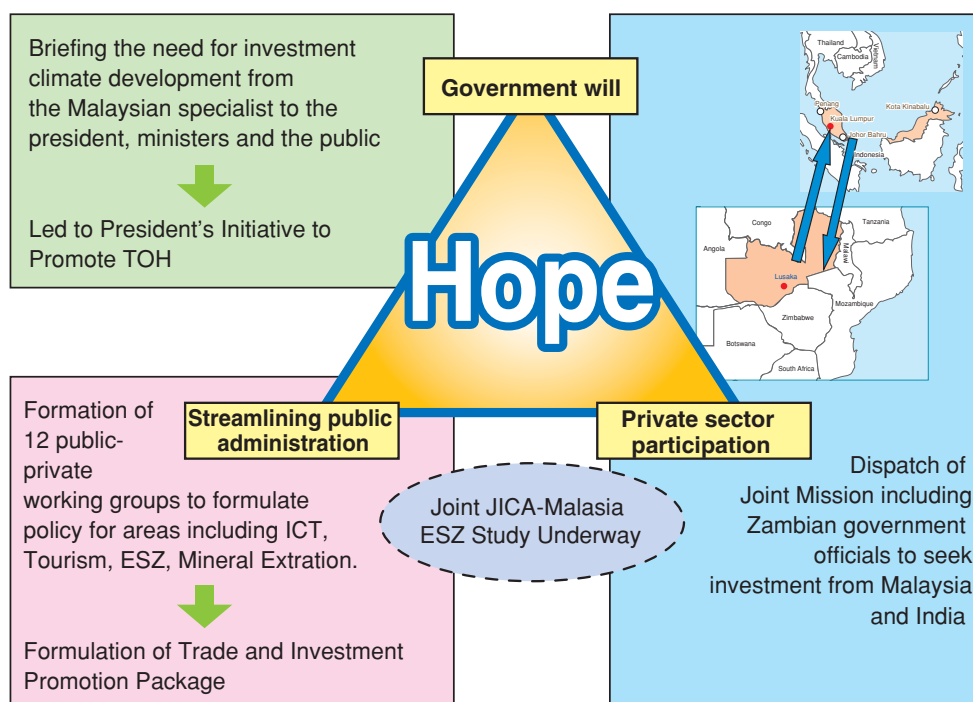 Briefing the need for investment
climate development from
the Malaysian specialist to the
president, ministers and the public
Led to President's Initiative to
Promote TOH
Government will
Thailand
Cambodia
Vietnam
Penang
Kuala Lumpur
Johor Bahru
Kota Kinabalu
Indonesia
Congo
Tanzania
Angola
Malawi
Lusaka
Mozambique
Zimbabwe
Botswana
South Africa
Hope
Streamlining public
administration
Private sector
participation
Formation of
12 public-
private
working groups to formulate
policy for areas including ICT,
Tourism, ESZ, Mineral Extration.
Formulation of Trade and Investment
Promotion Package
Joint JICA-Malasia
ESZ Study Underway
Dispatch of
Joint Mission including
Zambian government
officials to seek
investment from Malaysia
and India